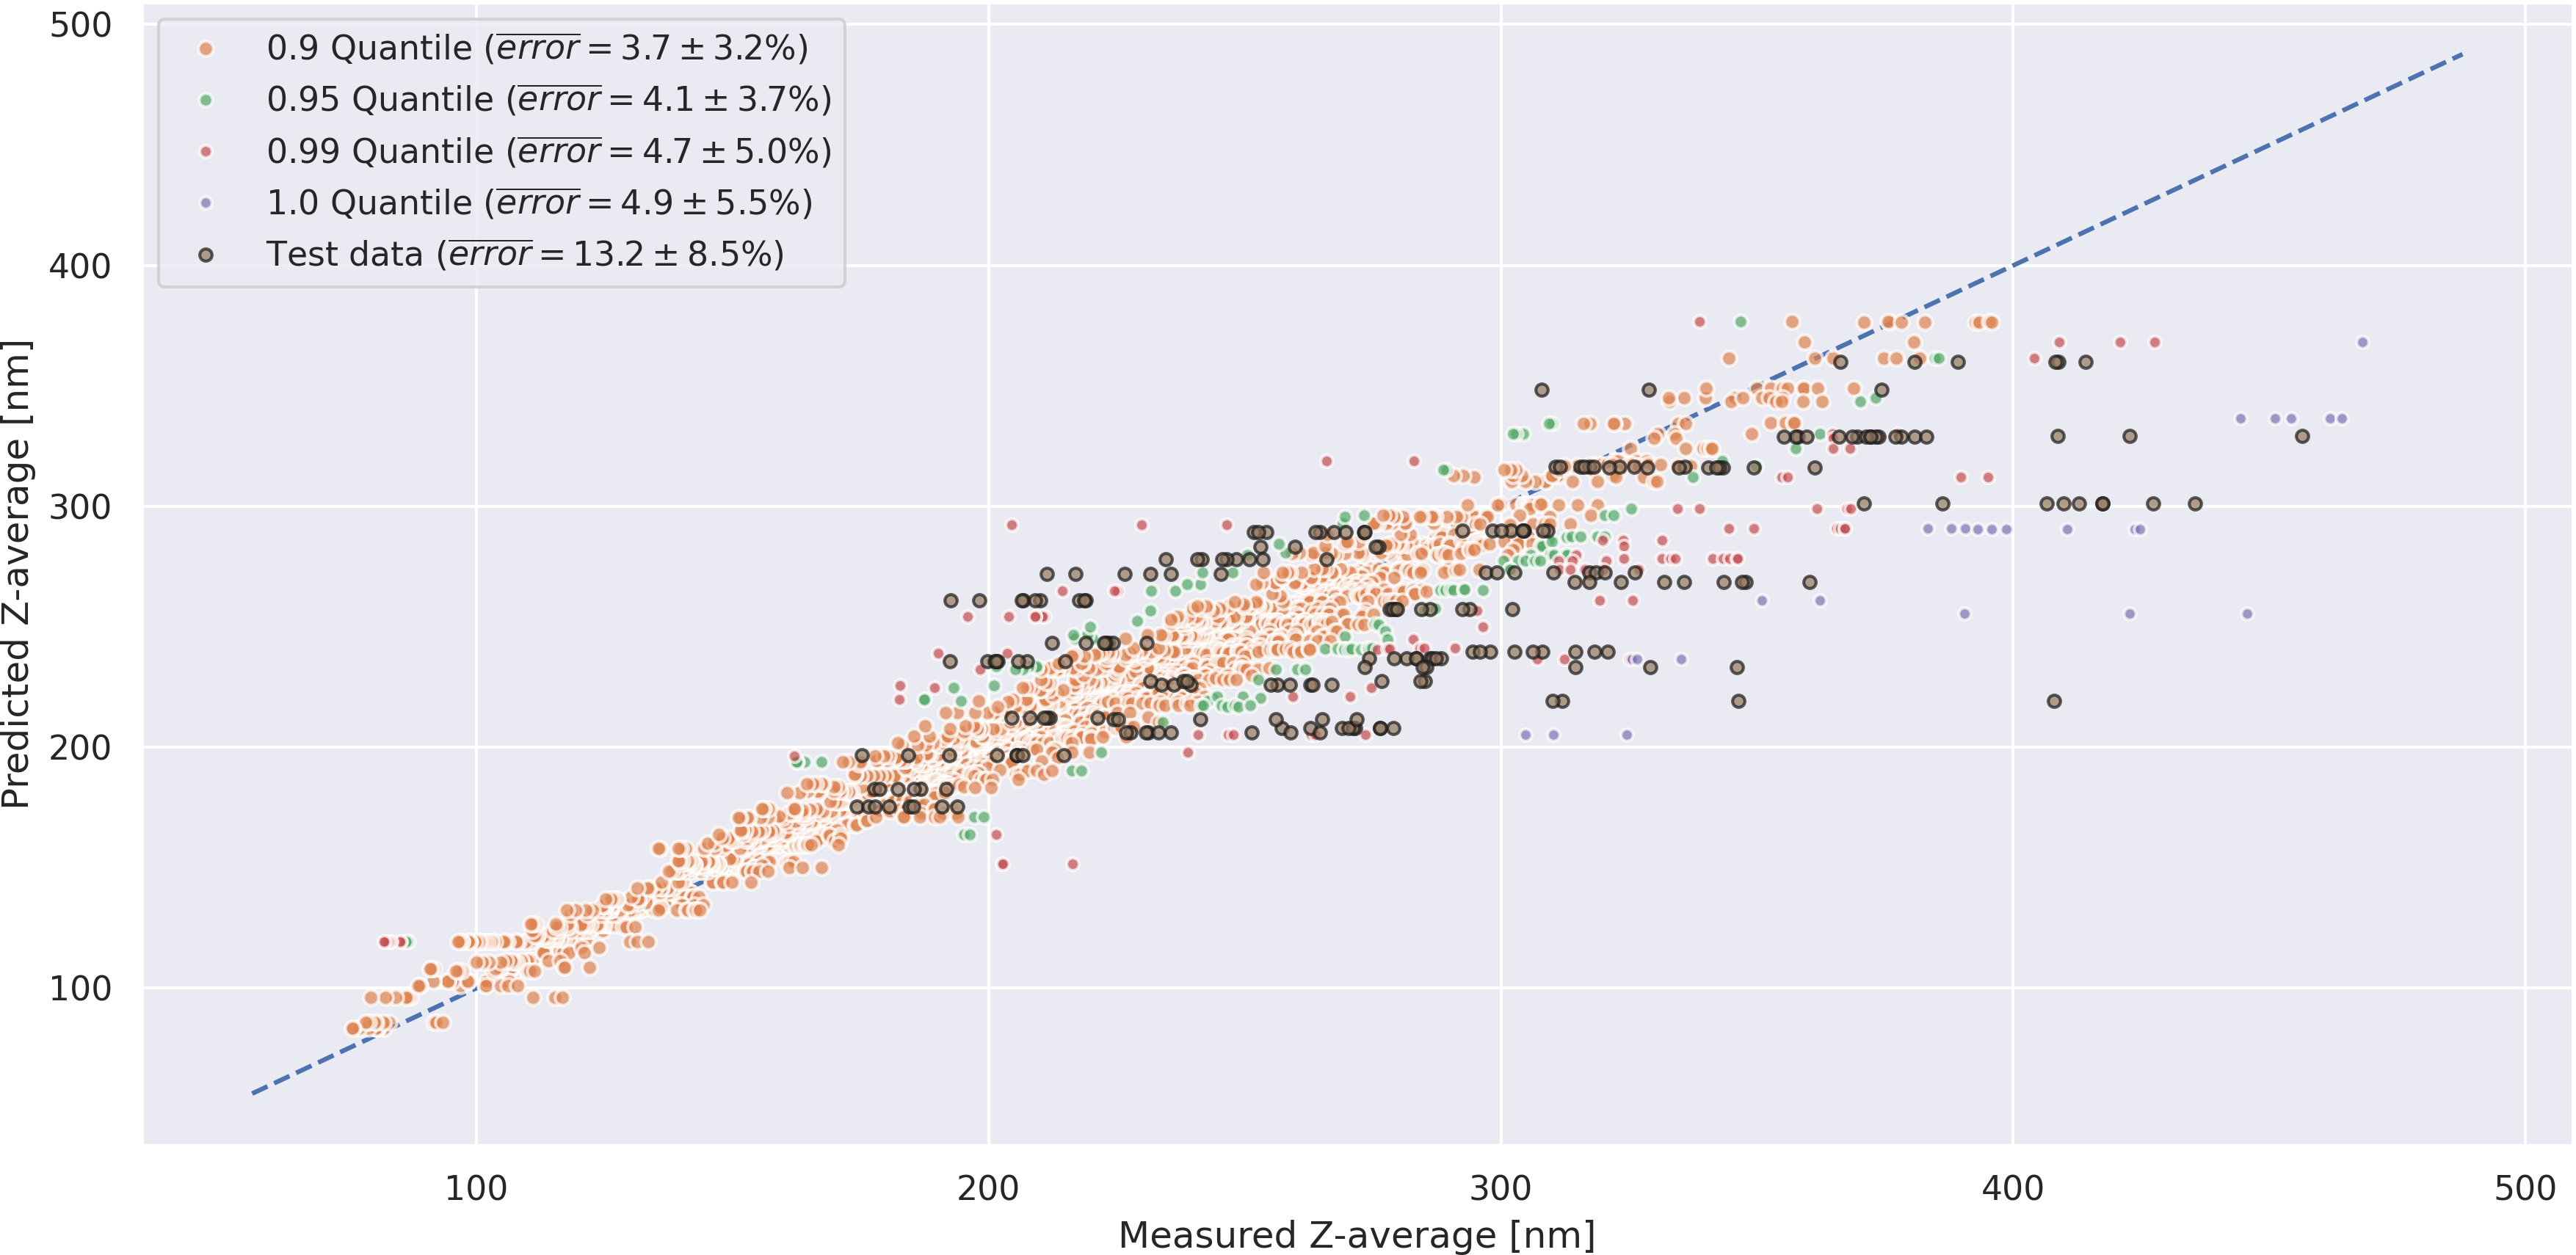 0.9 Quantile (error = 3.7 ± 3.2%)
0.95 Quantile (error = 4.1 ± 3.7%)
0.99 Quantile (error = 4.7 ± 5.0%)
1.0 Quantile (error = 4.9 ± 5.5%)
Test data (error = 13.2 ± 8.5%)
500
400
300
200
100
Predicted Z-average [nm]
100 200 300 400 500
Measured Z-average [nm]